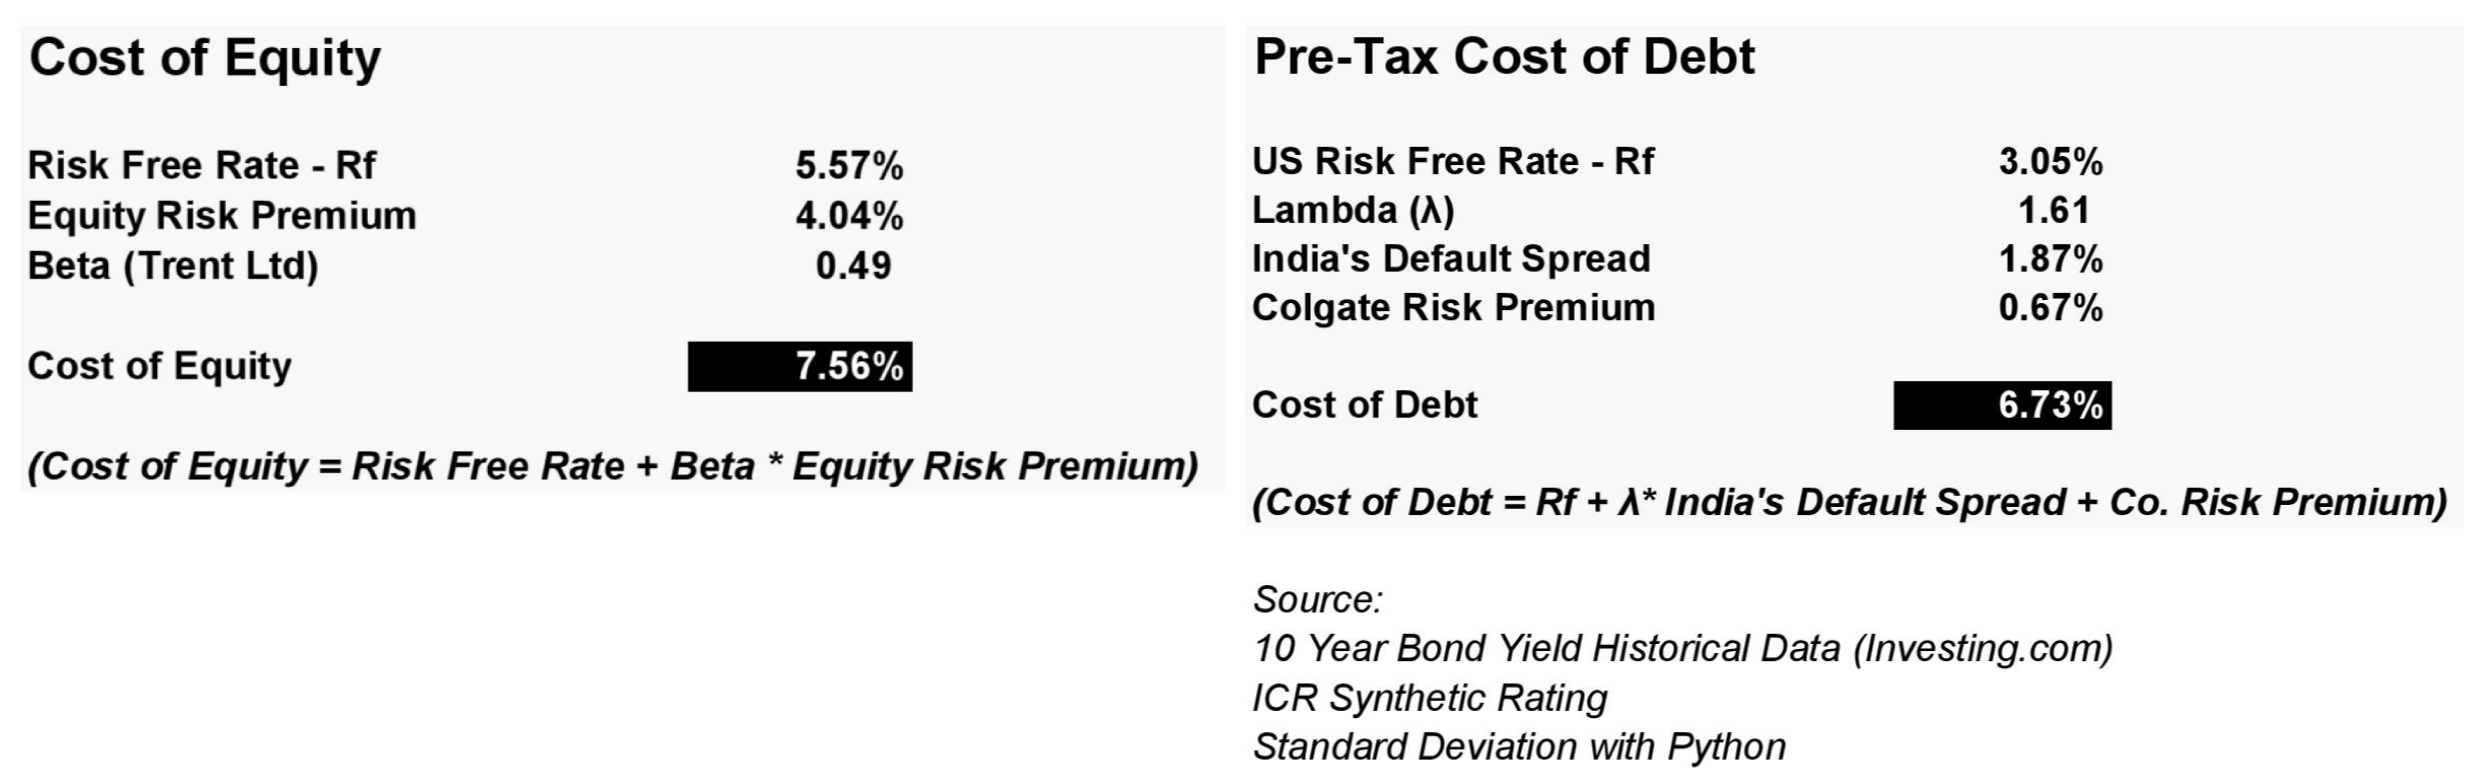 Cost of Equity
Risk Free Rate - Rf 5.57%
Equity Risk Premium 4.04%
Beta (Trent Ltd) 0.49
Cost of Equity 7.56%
(Cost of Equity = Risk Free Rate + Beta * Equity Risk Premium)
Pre-Tax Cost of Debt
US Risk Free Rate - Rf 3.05%
Lambda (λ) 1.61
India's Default Spread 1.87%
Colgate Risk Premium 0.67%
Cost of Debt 6.73%
(Cost of Debt = Rf + λ* India's Default Spread + Co. Risk Premium)
Source:
10 Year Bond Yield Historical Data (Investing.com)
ICR Synthetic Rating
Standard Deviation with Python